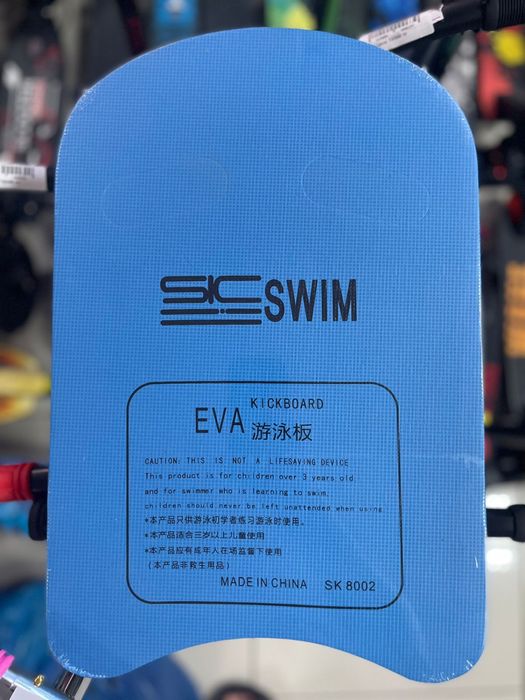 SKC SWIM
KICKBOARD
EVA 游泳板
CAUTION: THIS IS NOT A LIFESAVING DEVICE
This product is for children over 3 years old
and for swimmer who is learning to swim.
children should never be left unattended when using
*本产品只供游泳初学者练习游泳时使用。
*本产品适合三岁以上儿童使用
*本产品应有成年人在场监督下使用
(本产品非救生用品)
MADE IN CHINA SK 8002